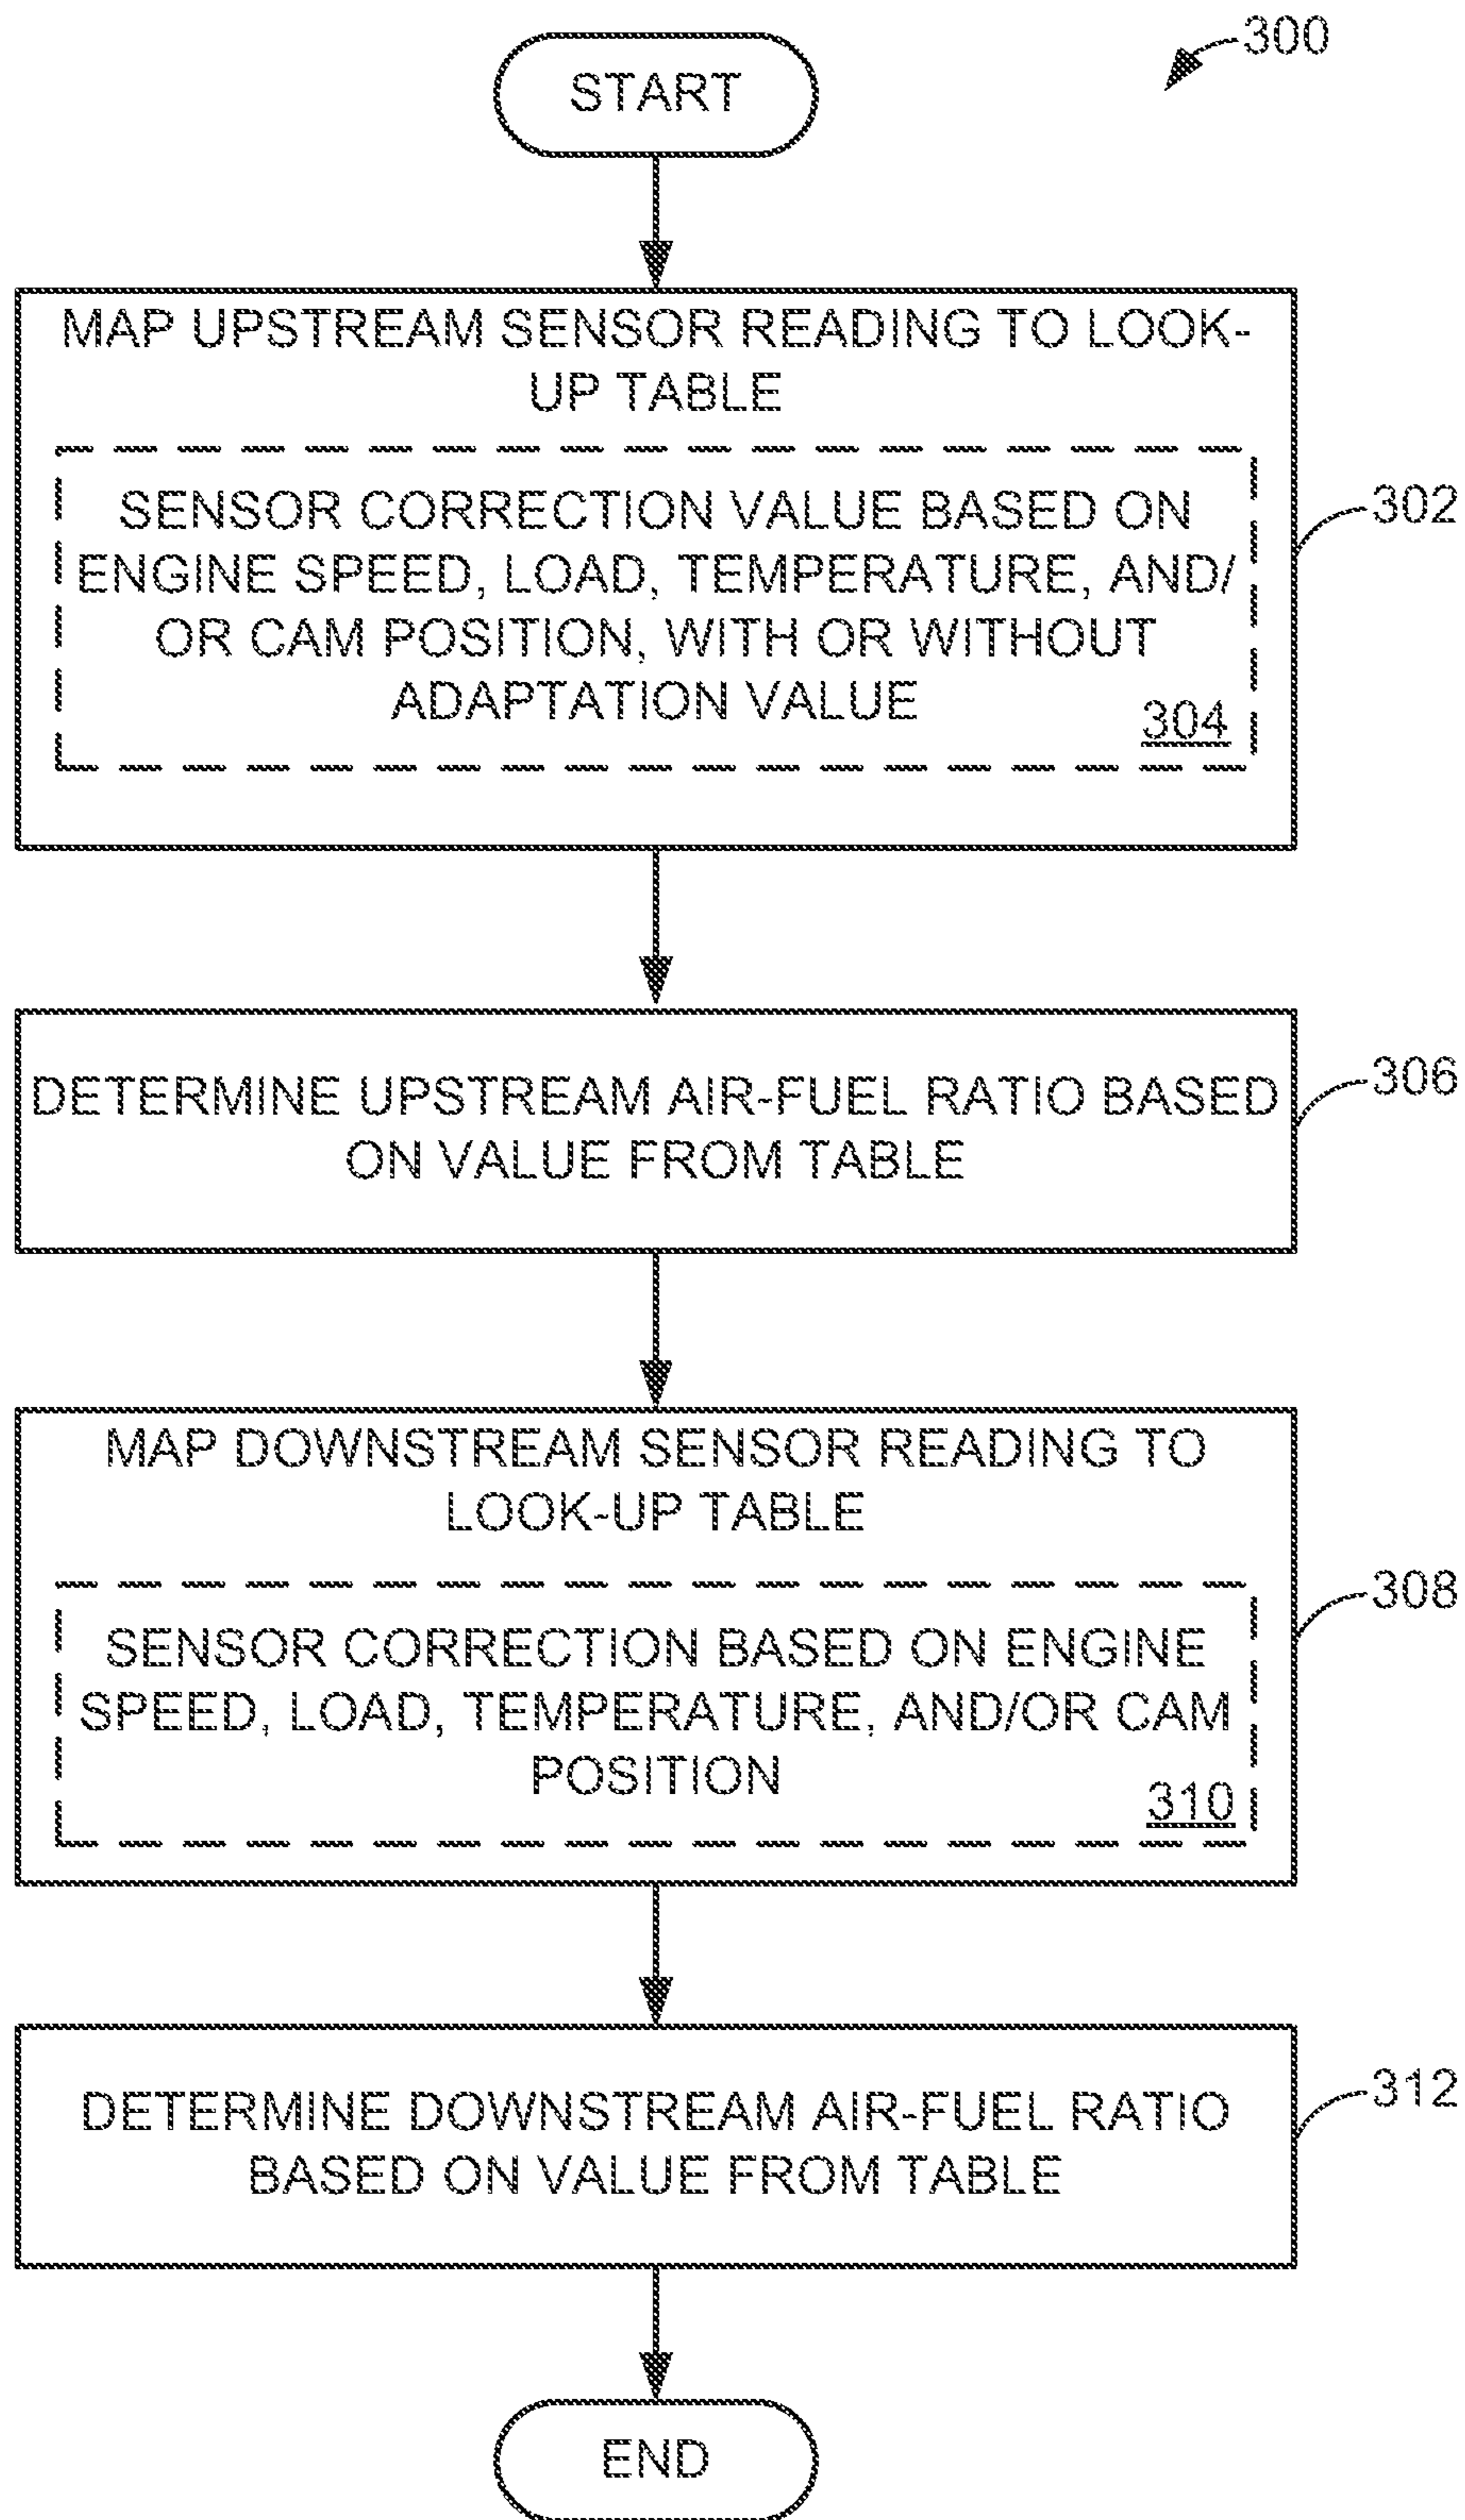 300
START
MAP UPSTREAM SENSOR READING TO LOOK-
UP TABLE
SENSOR CORRECTION VALUE BASED ON
ENGINE SPEED, LOAD, TEMPERATURE, AND/
OR CAM POSITION, WITH OR WITHOUT
ADAPTATION VALUE
304
302
DETERMINE UPSTREAM AIR-FUEL RATIO BASED
ON VALUE FROM TABLE
306
MAP DOWNSTREAM SENSOR READING TO
LOOK-UP TABLE
SENSOR CORRECTION BASED ON ENGINE
SPEED, LOAD, TEMPERATURE, AND/OR CAM
POSITION
310
308
DETERMINE DOWNSTREAM AIR-FUEL RATIO
BASED ON VALUE FROM TABLE
312
END